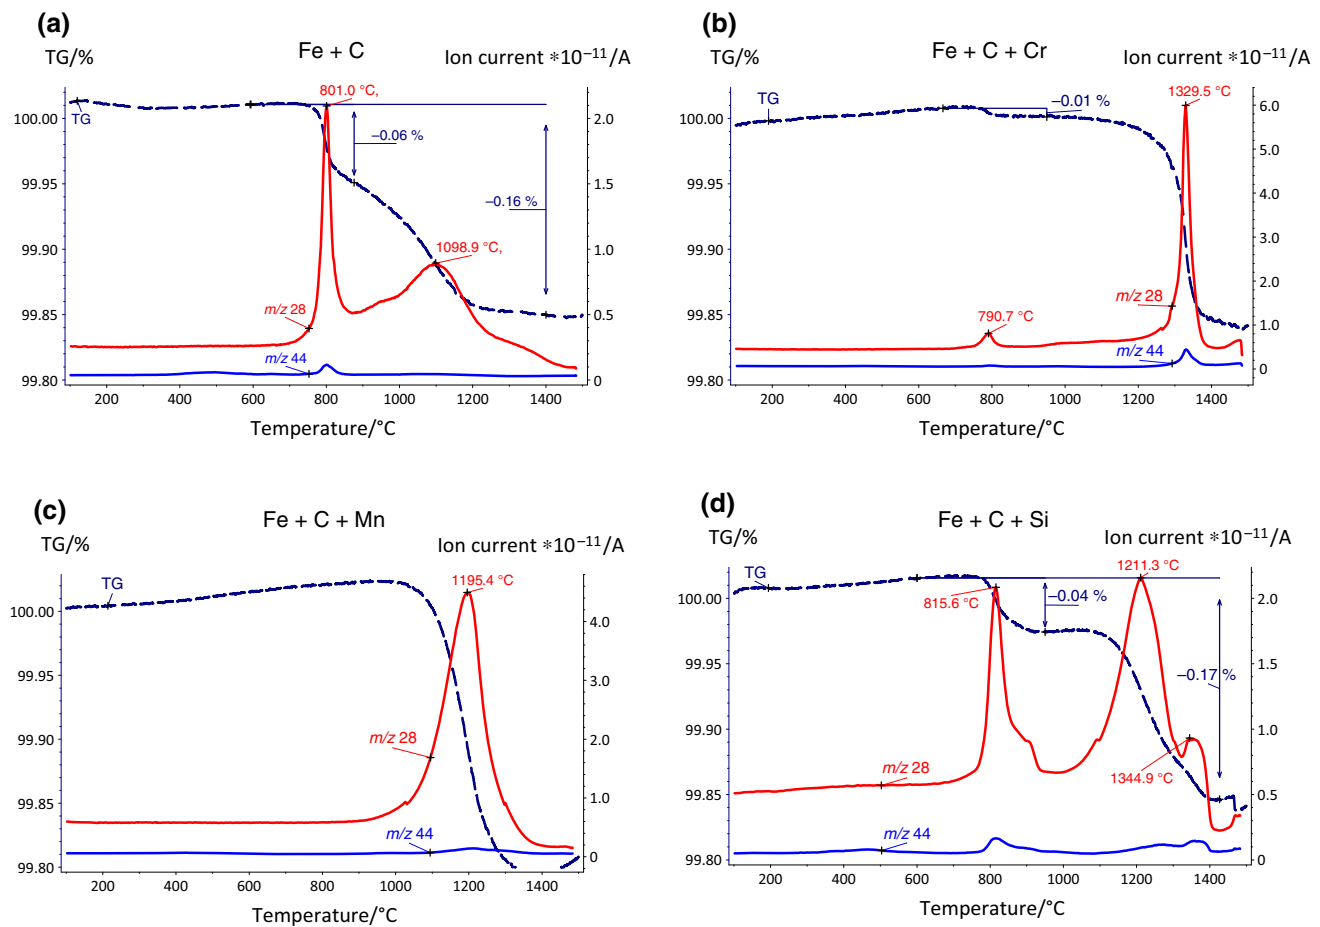 (a)
Fe + C
TG/%
Ion current *10⁻¹¹/A
801.0 °C,
TG
−0.06 %
−0.16 %
1098.9 °C,
m/z 28
m/z 44
100.00
99.95
99.90
99.85
99.80
2.0
1.5
1.0
0.5
0
200 400 600 800 1000 1200 1400
Temperature/°C
(b)
Fe + C + Cr
TG/%
Ion current *10⁻¹¹/A
1329.5 °C
TG
−0.01 %
m/z 28
790.7 °C
m/z 44
100.00
99.95
99.90
99.85
99.80
6.0
5.0
4.0
3.0
2.0
1.0
0
200 400 600 800 1000 1200 1400
Temperature/°C
(c)
Fe + C + Mn
TG/%
Ion current *10⁻¹¹/A
TG
1195.4 °C
m/z 28
m/z 44
100.00
99.95
99.90
99.85
99.80
4.0
3.0
2.0
1.0
0
200 400 600 800 1000 1200 1400
Temperature/°C
(d)
Fe + C + Si
TG/%
Ion current *10⁻¹¹/A
1211.3 °C
TG
815.6 °C
−0.04 %
−0.17 %
m/z 28
1344.9 °C
m/z 44
100.00
99.95
99.90
99.85
99.80
2.0
1.5
1.0
0.5
0
200 400 600 800 1000 1200 1400
Temperature/°C